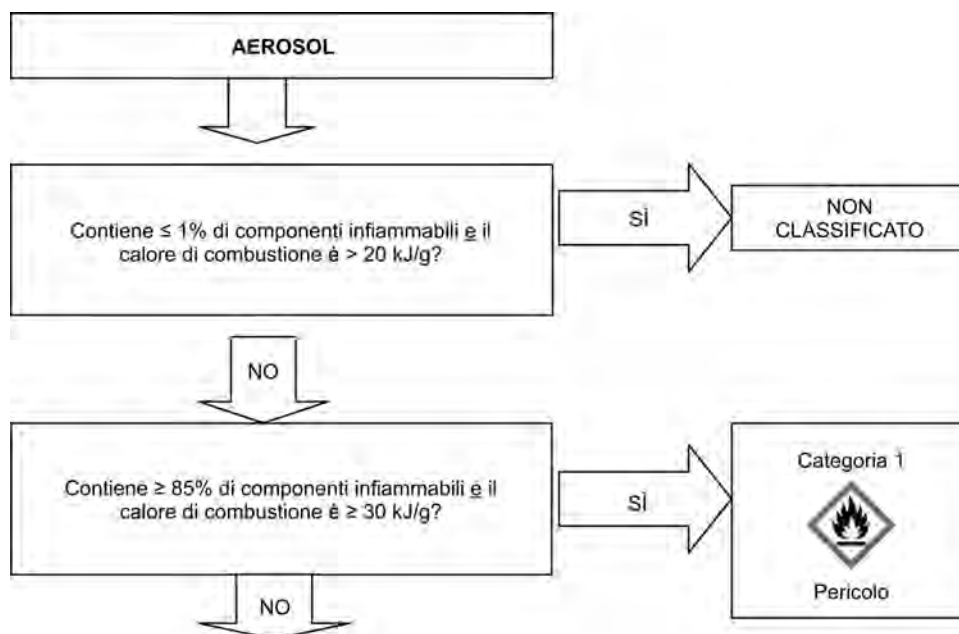 AEROSOL
Contiene ≤ 1% di componenti infiammabili e il
calore di combustione è > 20 kJ/g?
SÌ
NON
CLASSIFICATO
NO
Contiene ≥ 85% di componenti infiammabili e il
calore di combustione è ≥ 30 kJ/g?
SÌ
Categoria 1
Pericolo
NO